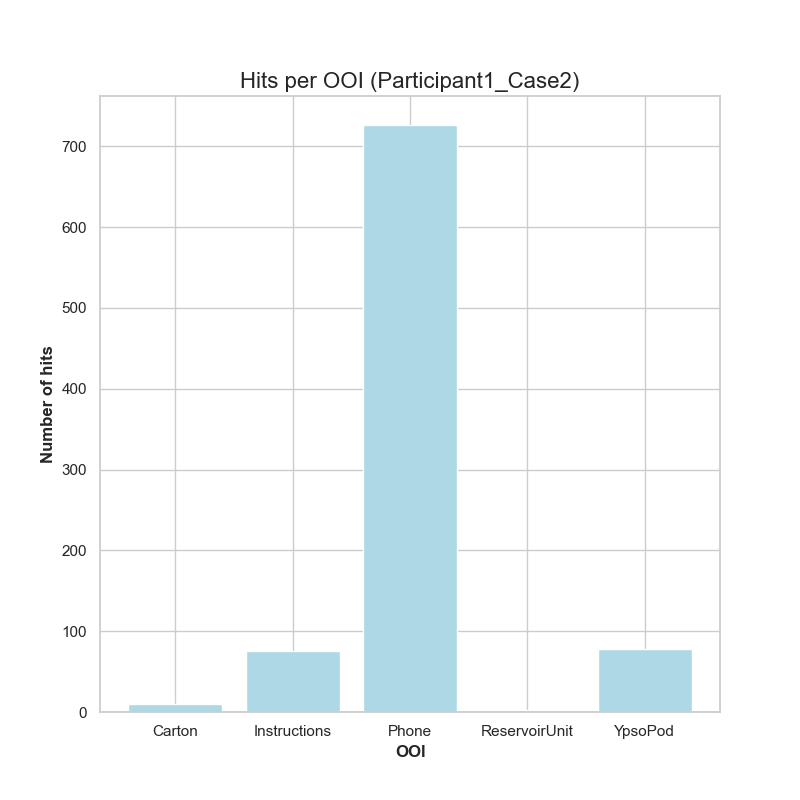 Hits per OOI (Participant1_Case2)
700
600
500
400
300
200
100
0
Number of hits
Carton Instructions Phone ReservoirUnit YpsoPod
OOI